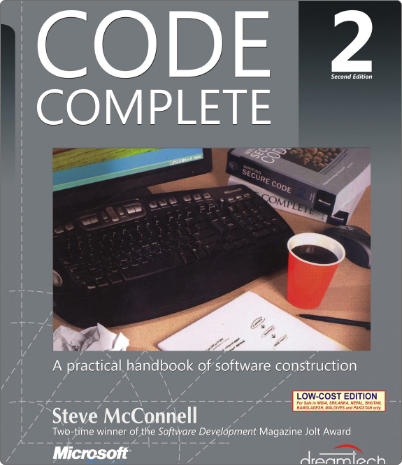 CODE
COMPLETE
2
Second Edition
SECURE CODE
COMPLETE
A practical handbook of software construction
LOW-COST EDITION
For Sale in INDIA, SRI LANKA, NEPAL, BHUTAN,
BANGLADESH, MALDIVES and PAKISTAN only.
Steve McConnell
Two-time winner of the Software Development Magazine Jolt Award
Microsoft
dreamtech